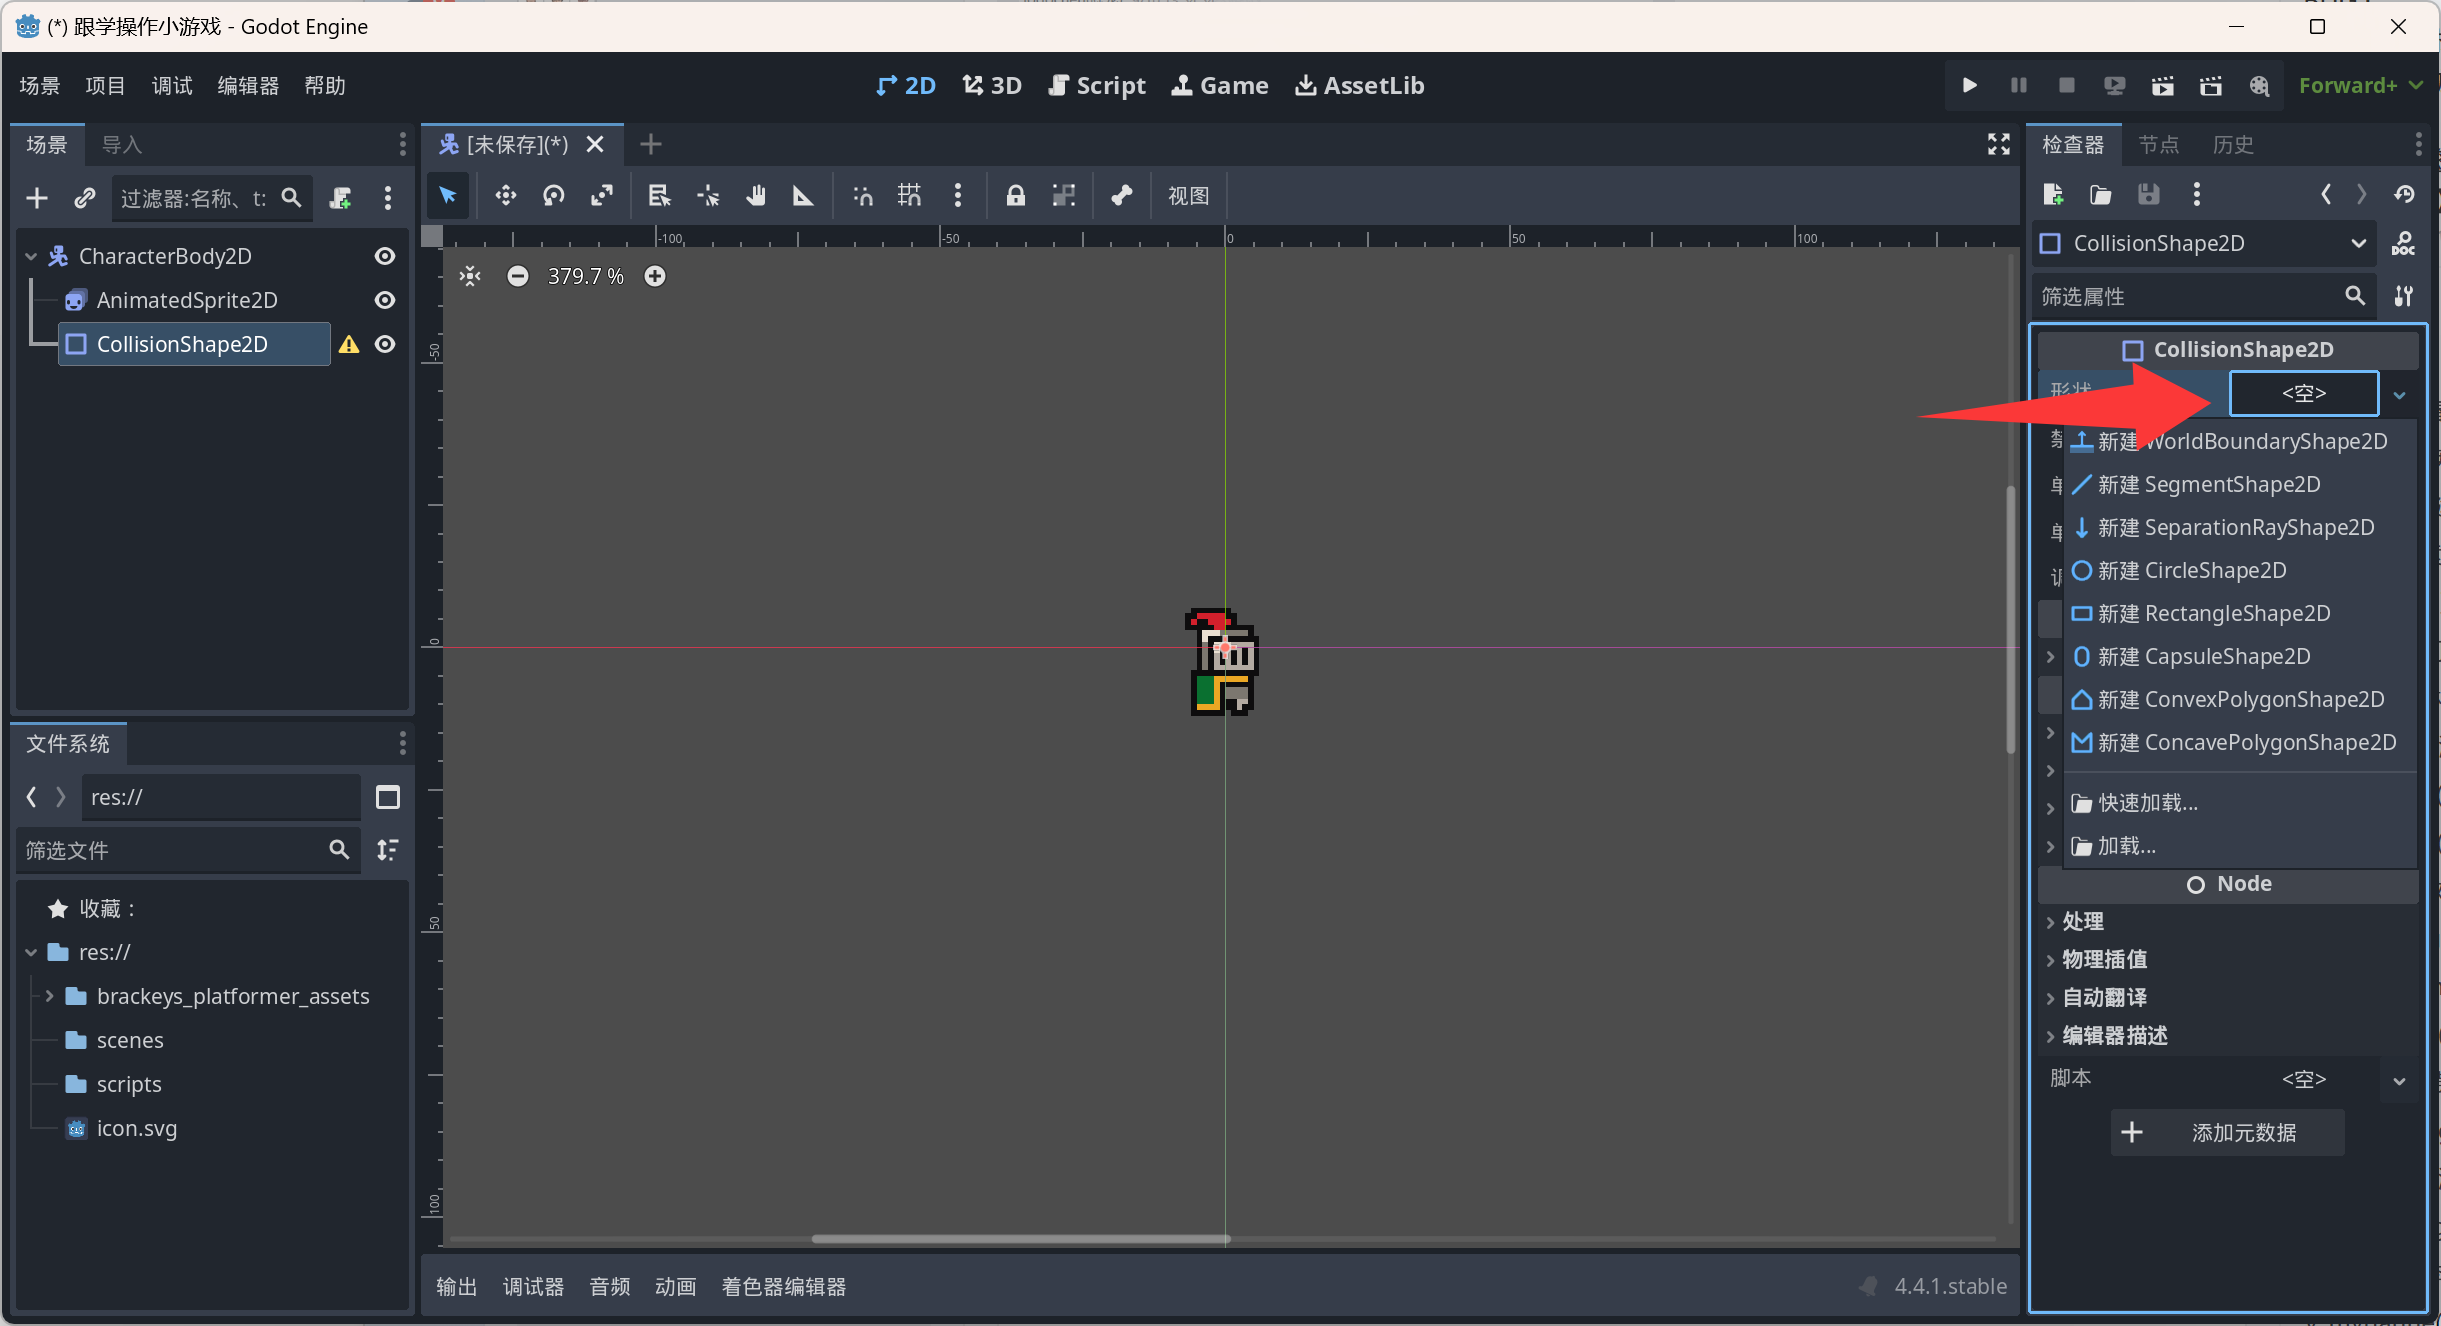 (*) 跟学操作小游戏 - Godot Engine
场景 项目 调试 编辑器 帮助
2D 3D Script Game AssetLib
Forward+
场景 导入
过滤器:名称、t:
CharacterBody2D
AnimatedSprite2D
CollisionShape2D
文件系统
res://
筛选文件
收藏：
res://
brackeys_platformer_assets
scenes
scripts
icon.svg
[未保存](*)
视图
-100 -50 0 50 100
379.7 %
-50
0
50
100
输出 调试器 音频 动画 着色器编辑器
4.4.1.stable
检查器 节点 历史
CollisionShape2D
DOC
筛选属性
CollisionShape2D
形状 <空>
新建 WorldBoundaryShape2D
新建 SegmentShape2D
新建 SeparationRayShape2D
新建 CircleShape2D
新建 RectangleShape2D
新建 CapsuleShape2D
新建 ConvexPolygonShape2D
新建 ConcavePolygonShape2D
快速加载...
加载...
Node
处理
物理插值
自动翻译
编辑器描述
脚本 <空>
添加元数据